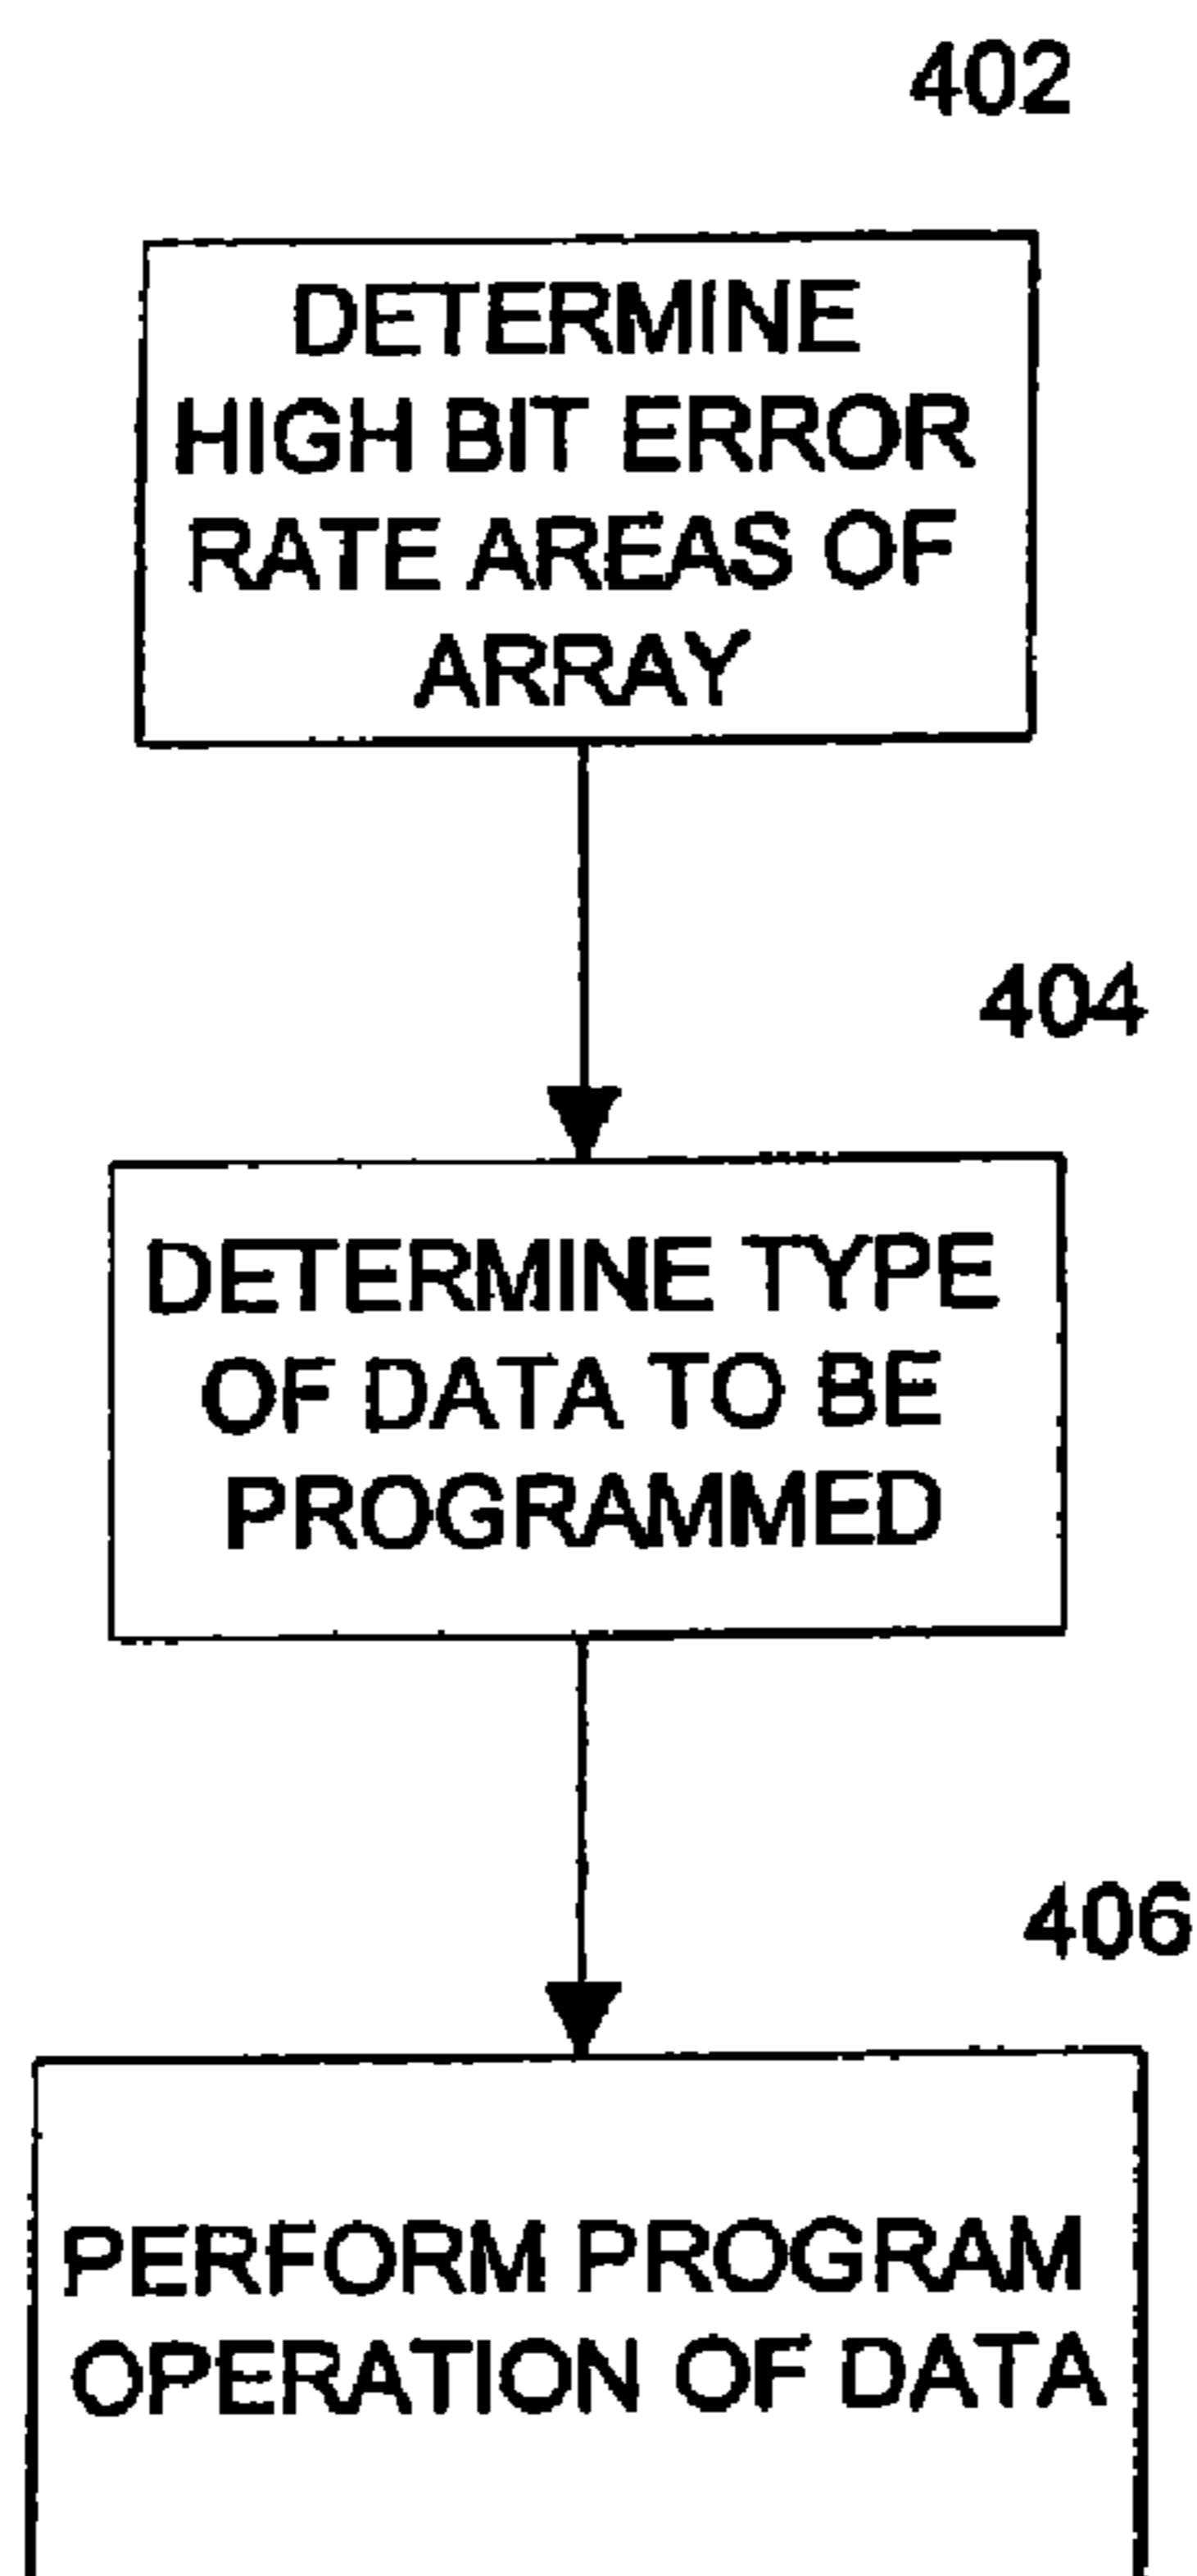 402
DETERMINE
HIGH BIT ERROR
RATE AREAS OF
ARRAY
404
DETERMINE TYPE
OF DATA TO BE
PROGRAMMED
406
PERFORM PROGRAM
OPERATION OF DATA